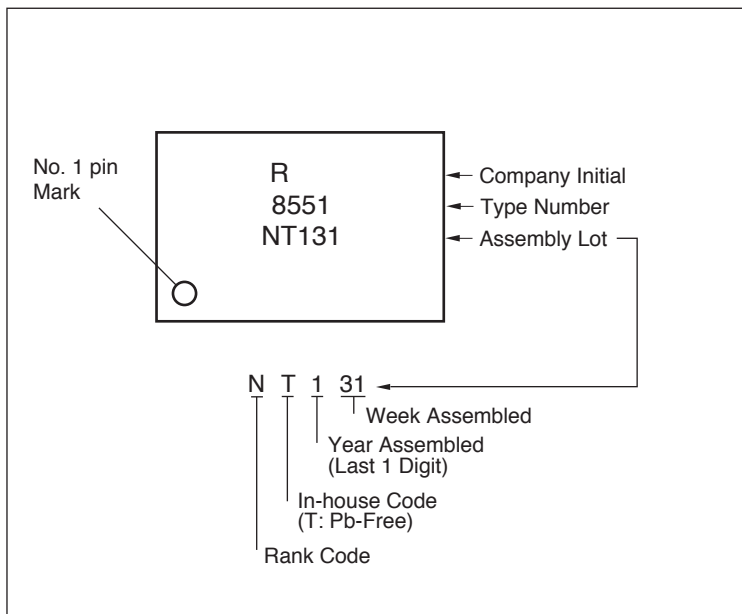 No. 1 pin
Mark
R
8551
NT131
Company Initial
Type Number
Assembly Lot
N T 1 31
Week Assembled
Year Assembled
(Last 1 Digit)
In-house Code
(T: Pb-Free)
Rank Code